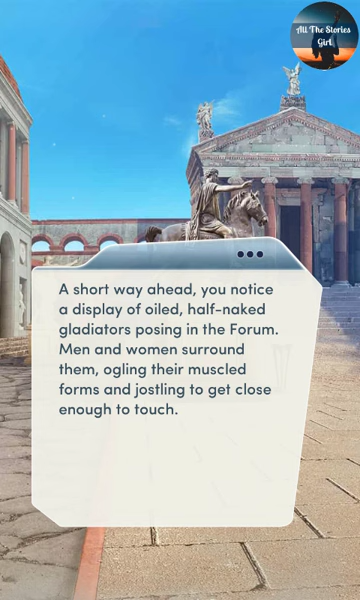 All The Stories
Girl
A short way ahead, you notice
a display of oiled, half-naked
gladiators posing in the Forum.
Men and women surround
them, ogling their muscled
forms and jostling to get close
enough to touch.